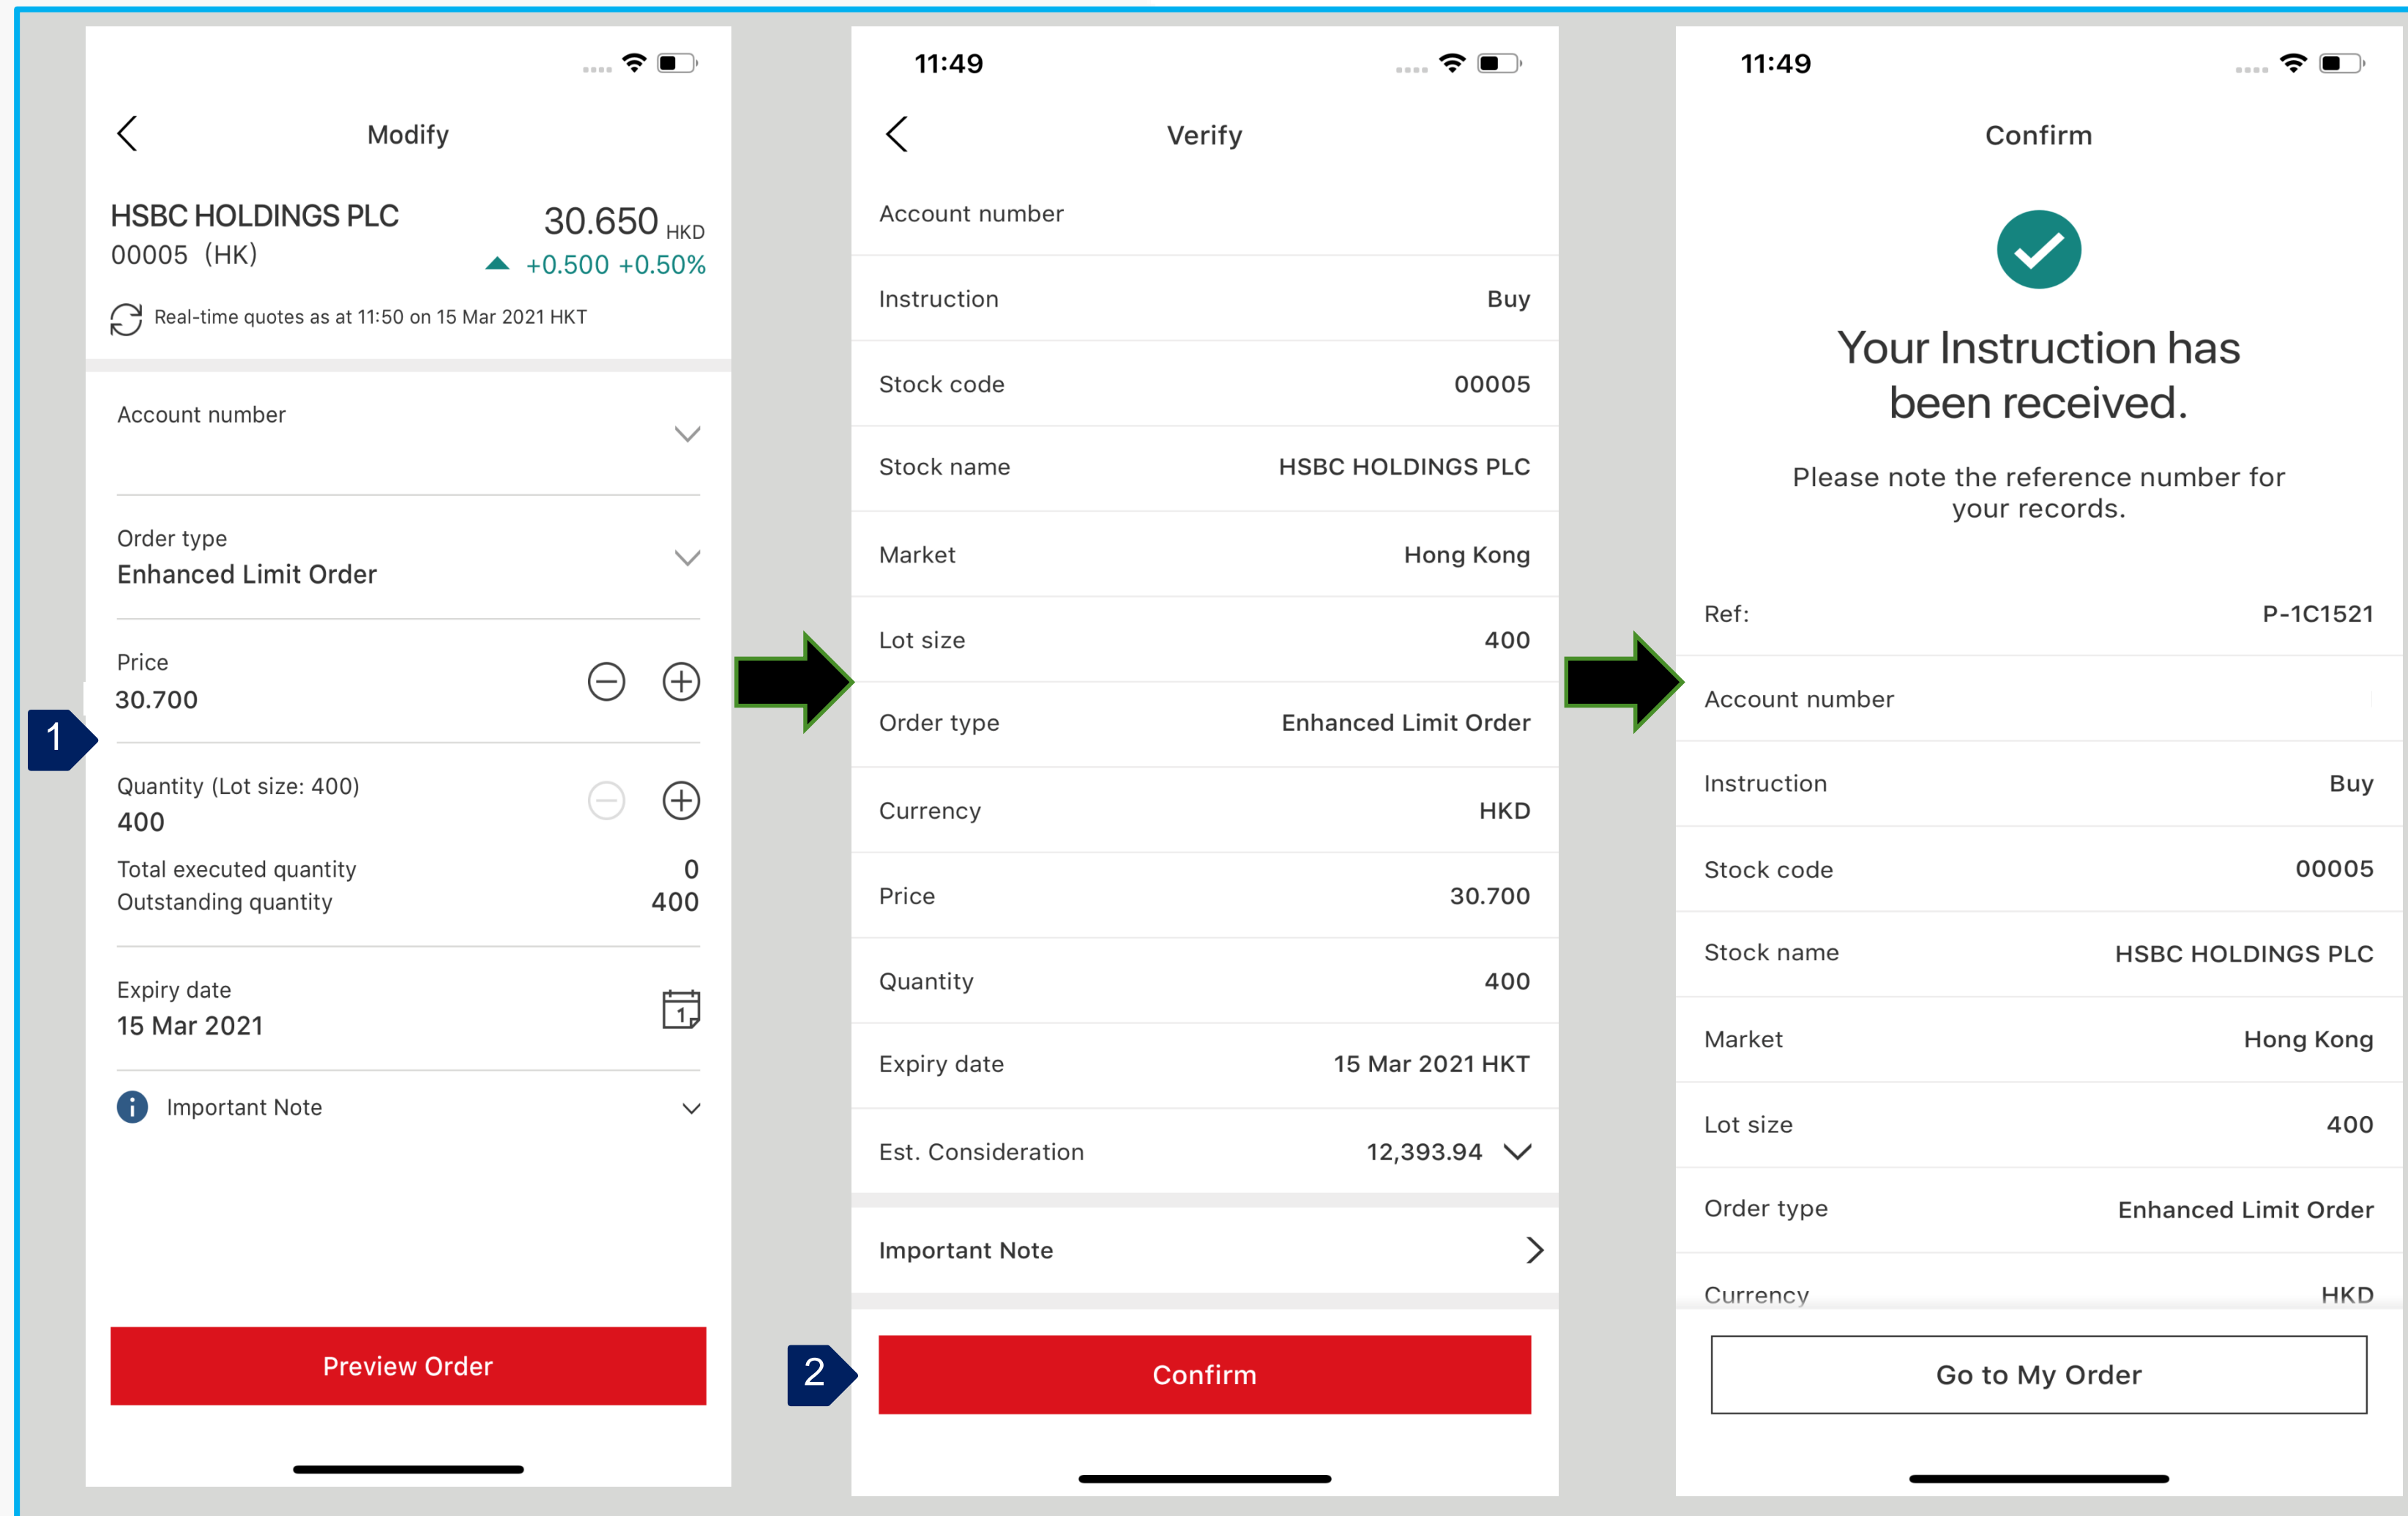 Modify
HSBC HOLDINGS PLC
30.650 HKD
00005 (HK)
+0.500 +0.50%
Real-time quotes as at 11:50 on 15 Mar 2021 HKT
Account number
Order type
Enhanced Limit Order
Price
30.700
1
Quantity (Lot size: 400)
400
Total executed quantity 0
Outstanding quantity 400
Expiry date
15 Mar 2021
1
i Important Note
Preview Order
11:49
Verify
Account number
Instruction Buy
Stock code 00005
Stock name HSBC HOLDINGS PLC
Market Hong Kong
Lot size 400
Order type Enhanced Limit Order
Currency HKD
Price 30.700
Quantity 400
Expiry date 15 Mar 2021 HKT
Est. Consideration 12,393.94
Important Note
2
Confirm
11:49
Confirm
Your Instruction has
been received.
Please note the reference number for
your records.
Ref: P-1C1521
Account number
Instruction Buy
Stock code 00005
Stock name HSBC HOLDINGS PLC
Market Hong Kong
Lot size 400
Order type Enhanced Limit Order
Currency HKD
Go to My Order